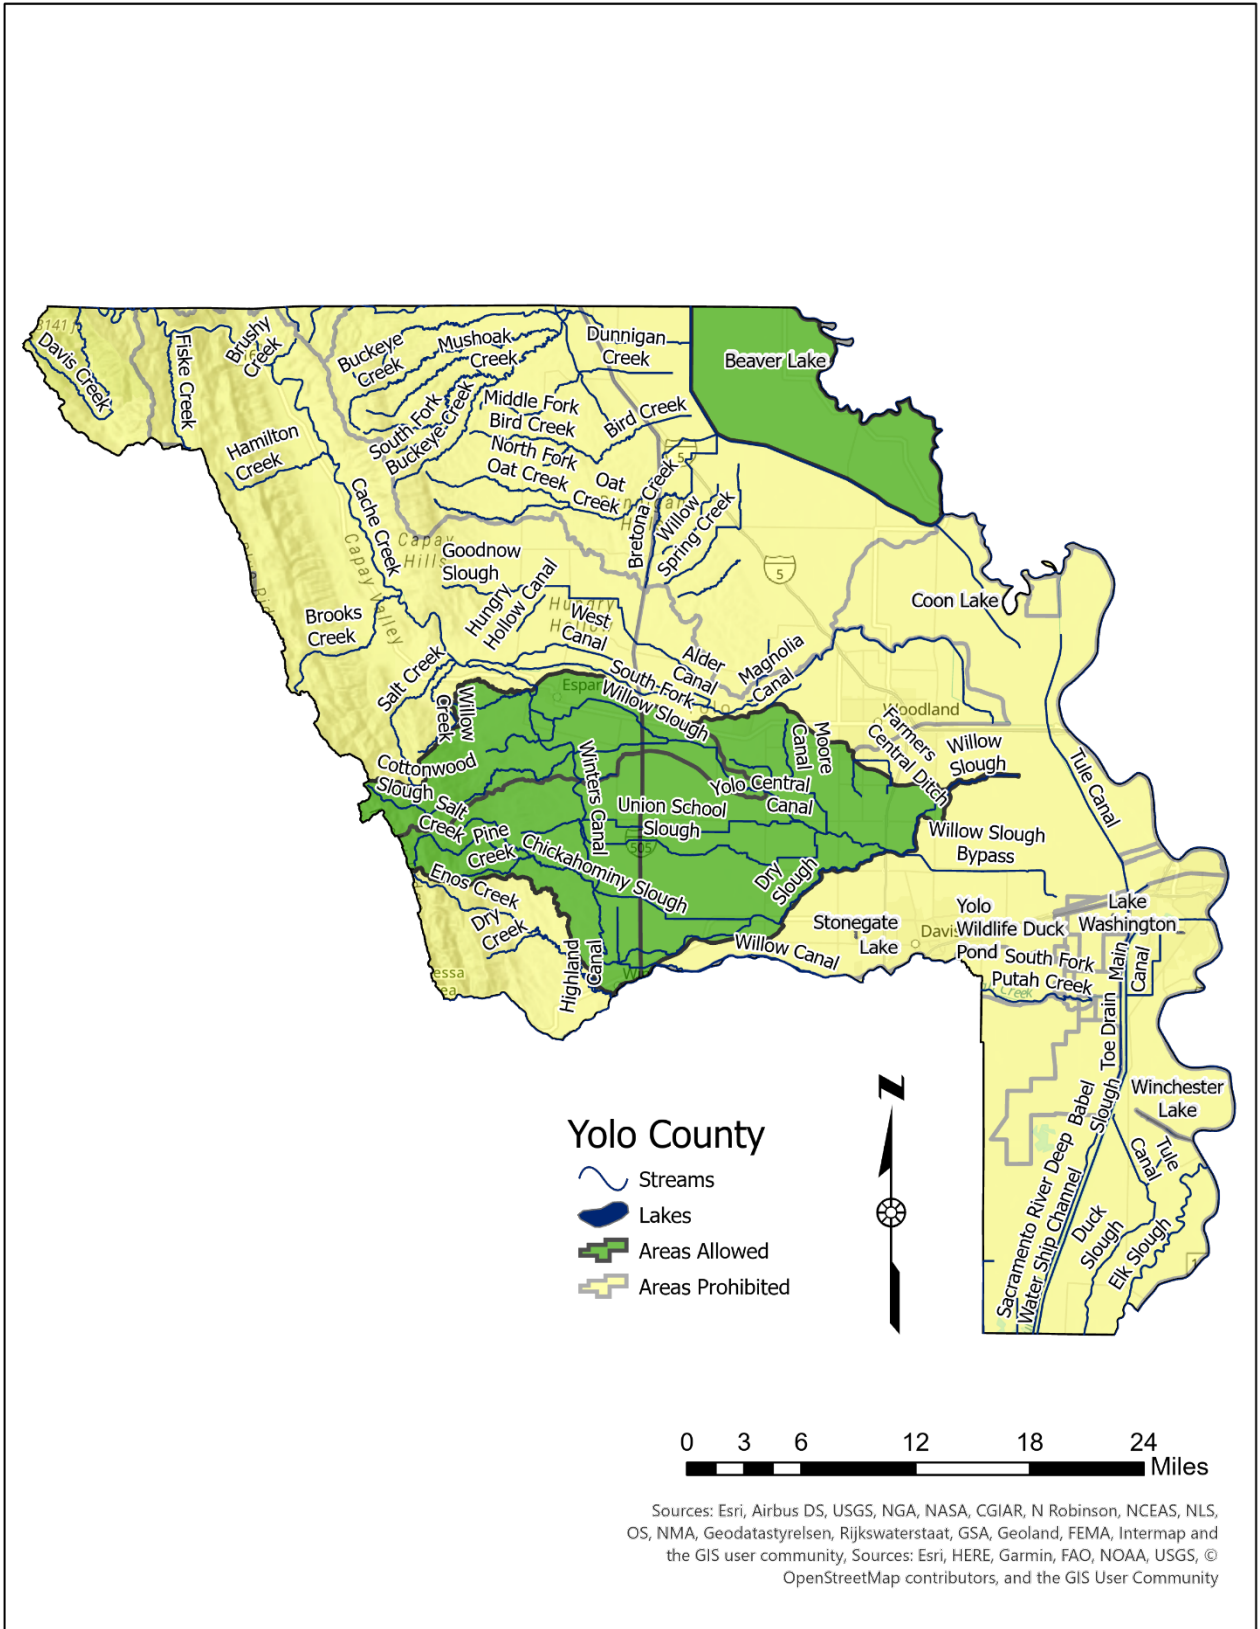 3141
Davis Creek
Fiske Creek
Brushy
Creek
Buckeye
Creek
Mushoak
Creek
Dunnigan
Creek
Beaver Lake
South Fork
Buckeye Creek
Middle Fork
Bird Creek
Bird Creek
Hamilton
Creek
North Fork
Oat Creek
Oat
Creek
5
Cache Creek
Bretona Creek
Willow
Spring Creek
Capay
Hills
Capay Valley
Goodnow
Slough
Hungry
Hollow Canal
Hungry
Hollow
5
Coon Lake
Brooks
Creek
West
Canal
Alder
Canal
Magnolia
Canal
Salt Creek
South Fork
Willow Slough
Espar
Willow
Creek
Woodland
Moore
Canal
Farmers
Central Ditch
Willow
Slough
Tule Canal
Cottonwood
Slough
Salt
Creek
Winters Canal
Yolo Central
Canal
Union School
Slough
505
Pine
Creek
Chickahominy Slough
Dry
Slough
Willow Slough
Bypass
Enos Creek
Dry
Creek
Highland
Canal
Willow Canal
Stonegate
Lake
Davis
Yolo
Wildlife Duck
Pond
Lake
Washington
South Fork
Putah Creek
Creek
Main
Canal
Toe Drain
essa
ea
Babel
Slough
Winchester
Lake
Tule
Canal
Sacramento River Deep
Water Ship Channel
Duck
Slough
Elk Slough
N
Yolo County
Streams
Lakes
Areas Allowed
Areas Prohibited
0 3 6 12 18 24
Miles
Sources: Esri, Airbus DS, USGS, NGA, NASA, CGIAR, N Robinson, NCEAS, NLS,
OS, NMA, Geodatastyrelsen, Rijkswaterstaat, GSA, Geoland, FEMA, Intermap and
the GIS user community, Sources: Esri, HERE, Garmin, FAO, NOAA, USGS, ©
OpenStreetMap contributors, and the GIS User Community